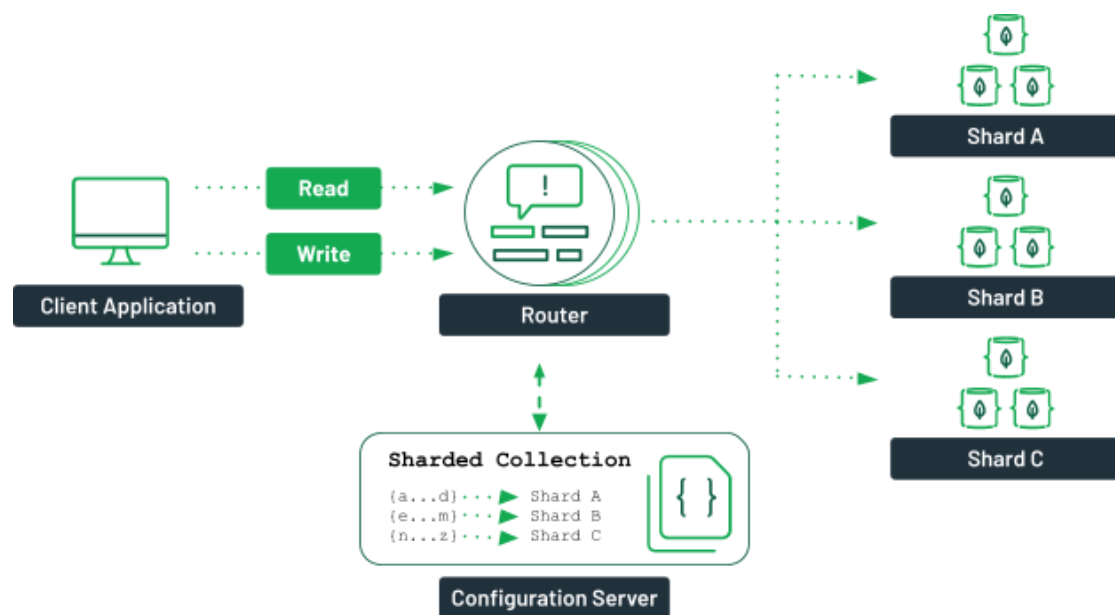 Shard A
Read
!
Write
Client Application
Router
Shard B
Sharded Collection
{a...d}····► Shard A
{e...m}····► Shard B
{n...z}····► Shard C
{ }
Shard C
Configuration Server